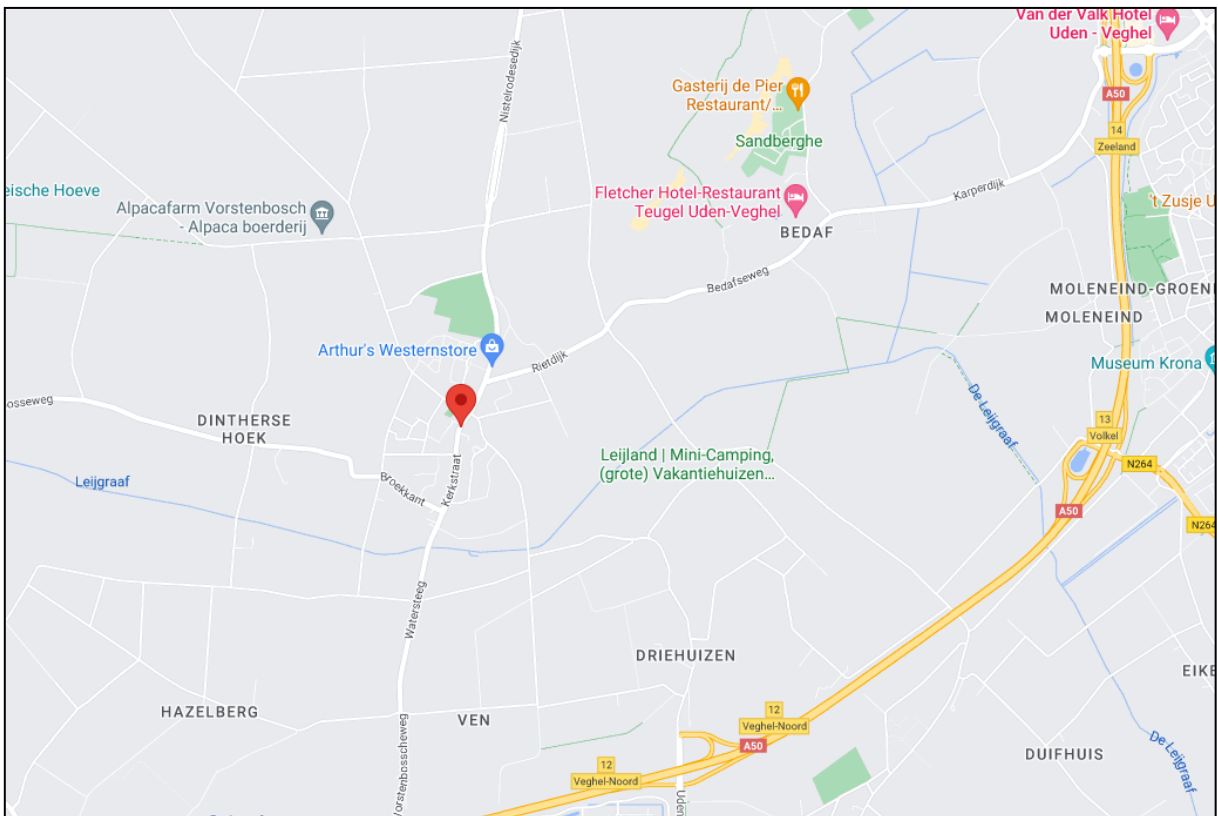 Van der Valk Hotel
Uden - Veghel
Nistelrodesedijk
Gasterij de Pier
Restaurant/...
A50
14
Zeeland
Sandberghe
eische Hoeve
Alpacafarm Vorstenbosch
- Alpaca boerderij
Fletcher Hotel-Restaurant
Teugel Uden-Veghel
Karperdijk
't Zusje U
BEDAF
Bedafseweg
MOLENEIND-GROENI
MOLENEIND
Arthur's Westernstore
Rietdijk
Museum Krona
osseweg
De Leijgraaf
DINTHERSE
HOEK
13
Volkel
Leijland | Mini-Camping,
(grote) Vakantiehuizen...
N264
Leijgraaf
Broekkant
Kerkstraat
A50
N264
Watersteeg
DRIEHUIZEN
EIKE
HAZELBERG
VEN
12
Veghel-Noord
A50
Vorstenbosscheweg
12
Veghel-Noord
DUIFHUIS
De Leijgraaf
Uden